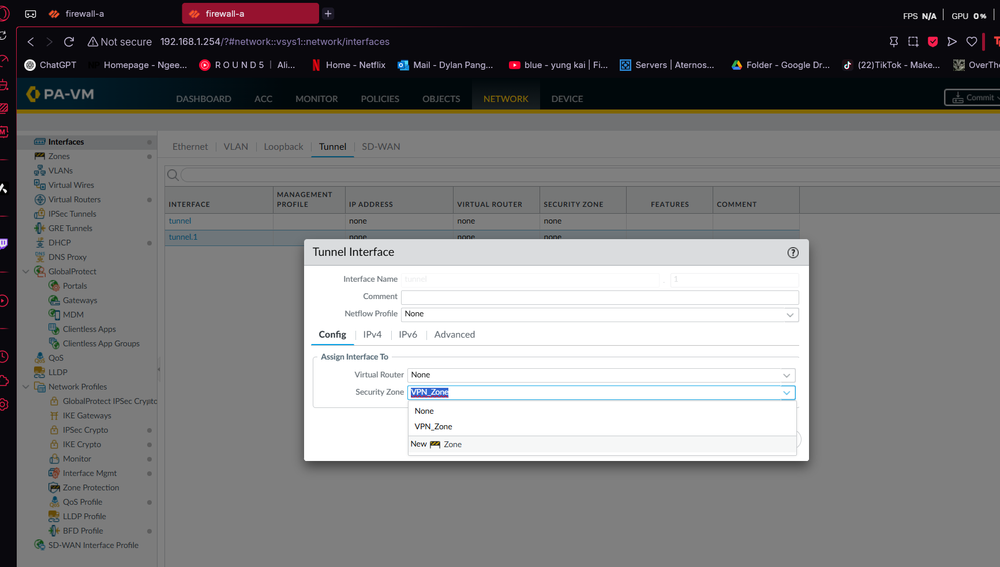 firewall-a
firewall-a
FPS N/A
GPU 0%
Not secure 192.168.1.254/?#network::vsys1::network/interfaces
ChatGPT
NP Homepage - Ngee...
R O U N D 5 | Ali...
Home - Netflix
Mail - Dylan Pang...
blue - yung kai | Fi...
Servers | Aternos...
Folder - Google Dr...
(22)TikTok - Make...
OverThe
PA-VM
DASHBOARD ACC MONITOR POLICIES OBJECTS NETWORK DEVICE
Commit
Interfaces
Zones
VLANs
Virtual Wires
Virtual Routers
IPSec Tunnels
GRE Tunnels
DHCP
DNS Proxy
GlobalProtect
Portals
Gateways
MDM
Clientless Apps
Clientless App Groups
QoS
LLDP
Network Profiles
GlobalProtect IPSec Crypto
IKE Gateways
IPSec Crypto
IKE Crypto
Monitor
Interface Mgmt
Zone Protection
QoS Profile
LLDP Profile
BFD Profile
SD-WAN Interface Profile
Ethernet VLAN Loopback Tunnel SD-WAN
INTERFACE
MANAGEMENT
PROFILE
IP ADDRESS
VIRTUAL ROUTER
SECURITY ZONE
FEATURES
COMMENT
tunnel none none none
tunnel.1 none none none
Tunnel Interface
Interface Name tunnel . 1
Comment
Netflow Profile None
Config IPv4 IPv6 Advanced
Assign Interface To
Virtual Router None
Security Zone VPN_Zone
None
VPN_Zone
New Zone